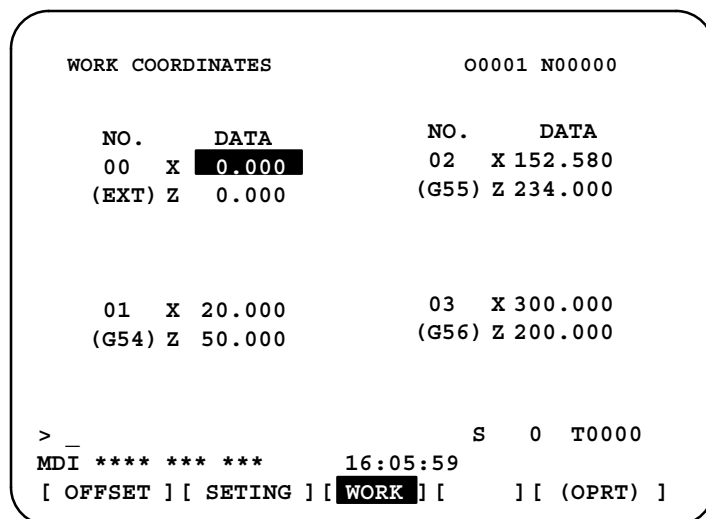 WORK COORDINATES O0001 N00000
NO. DATA NO. DATA
00 X 0.000 02 X 152.580
(EXT) Z 0.000 (G55) Z 234.000
01 X 20.000 03 X 300.000
(G54) Z 50.000 (G56) Z 200.000
> _ S 0 T0000
MDI **** *** *** 16:05:59
[ OFFSET ] [ SETING ] [ WORK ] [ ] [ (OPRT) ]